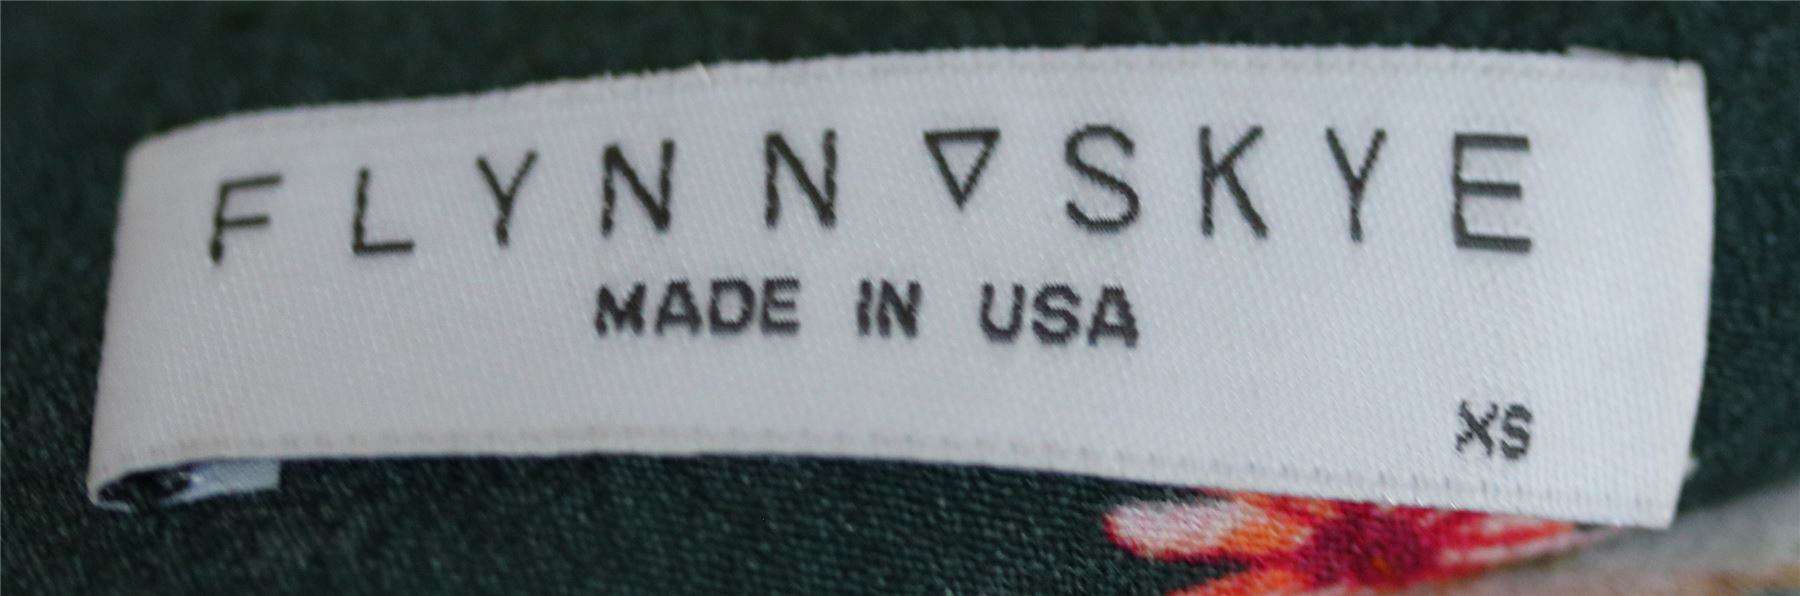 FLYNN ▽ SKYE
MADE IN USA
XS